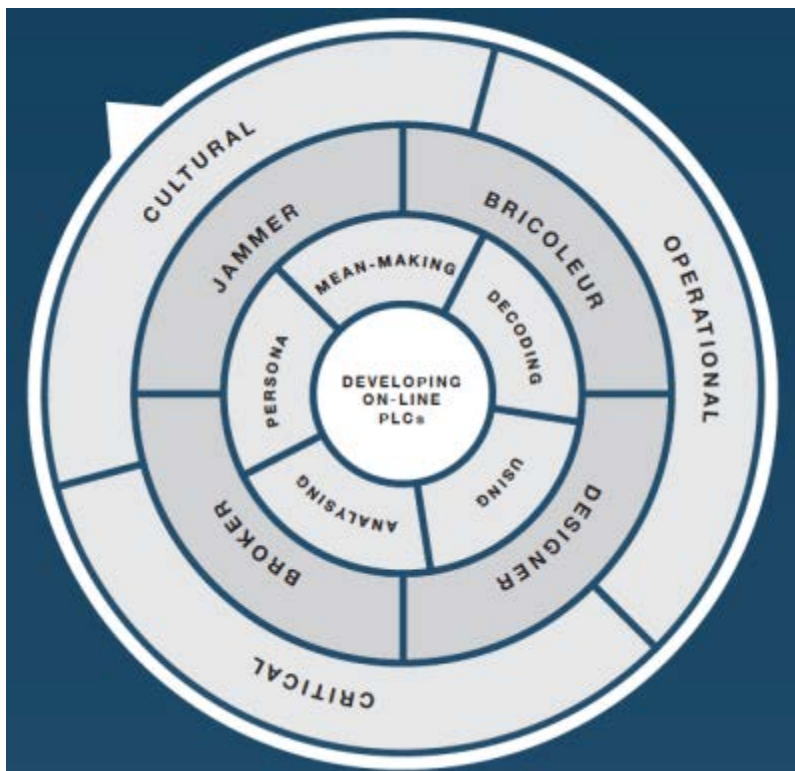 CULTURAL
OPERATIONAL
CRITICAL
JAMMER
BRICOLEUR
DESIGNER
BROKER
MEAN-MAKING
DECODING
USING
ANALYSING
PERSONA
DEVELOPING
ON-LINE
PLCs